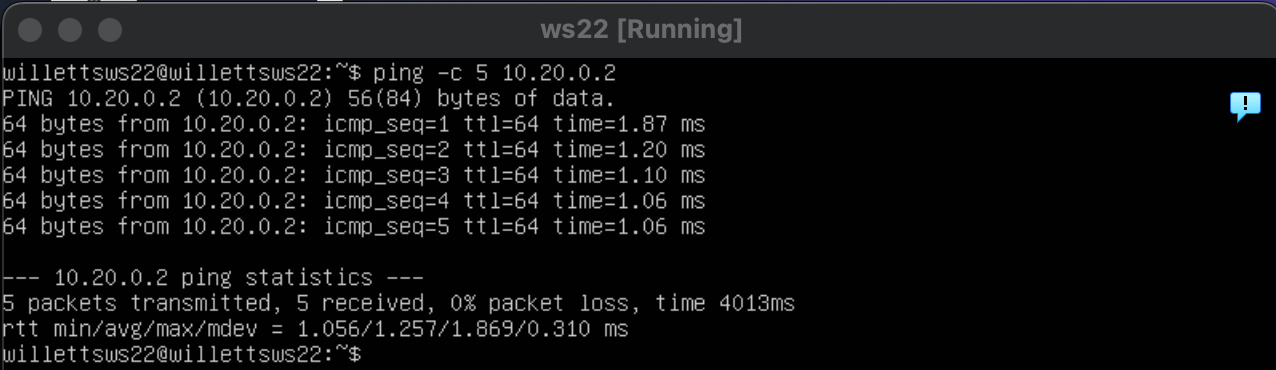 ws22 [Running]
willettsws22@willettsws22:~$ ping -c 5 10.20.0.2
PING 10.20.0.2 (10.20.0.2) 56(84) bytes of data.
64 bytes from 10.20.0.2: icmp_seq=1 ttl=64 time=1.87 ms
64 bytes from 10.20.0.2: icmp_seq=2 ttl=64 time=1.20 ms
64 bytes from 10.20.0.2: icmp_seq=3 ttl=64 time=1.10 ms
64 bytes from 10.20.0.2: icmp_seq=4 ttl=64 time=1.06 ms
64 bytes from 10.20.0.2: icmp_seq=5 ttl=64 time=1.06 ms
--- 10.20.0.2 ping statistics ---
5 packets transmitted, 5 received, 0% packet loss, time 4013ms
rtt min/avg/max/mdev = 1.056/1.257/1.869/0.310 ms
willettsws22@willettsws22:~$